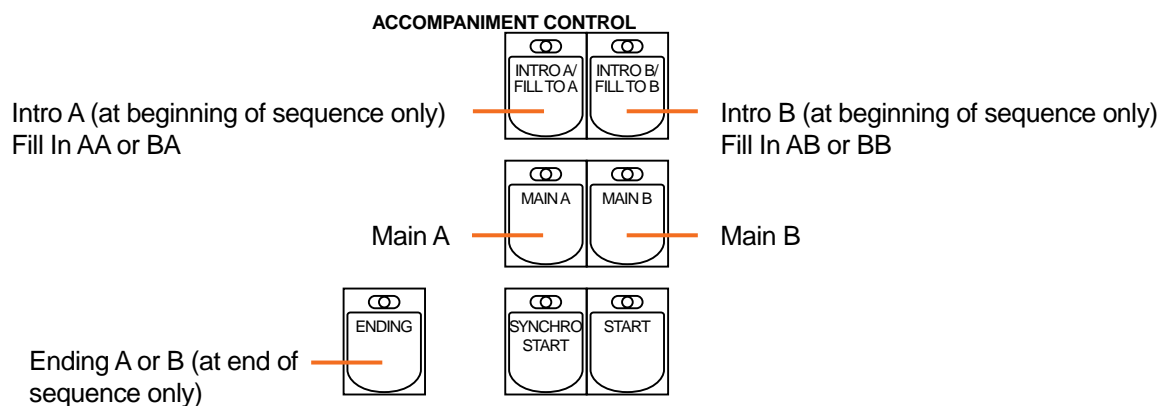 ACCOMPANIMENT CONTROL
INTRO A/
FILL TO A
INTRO B/
FILL TO B
Intro A (at beginning of sequence only)
Fill In AA or BA
Intro B (at beginning of sequence only)
Fill In AB or BB
MAIN A
MAIN B
Main A
Main B
ENDING
SYNCHRO
START
START
Ending A or B (at end of
sequence only)